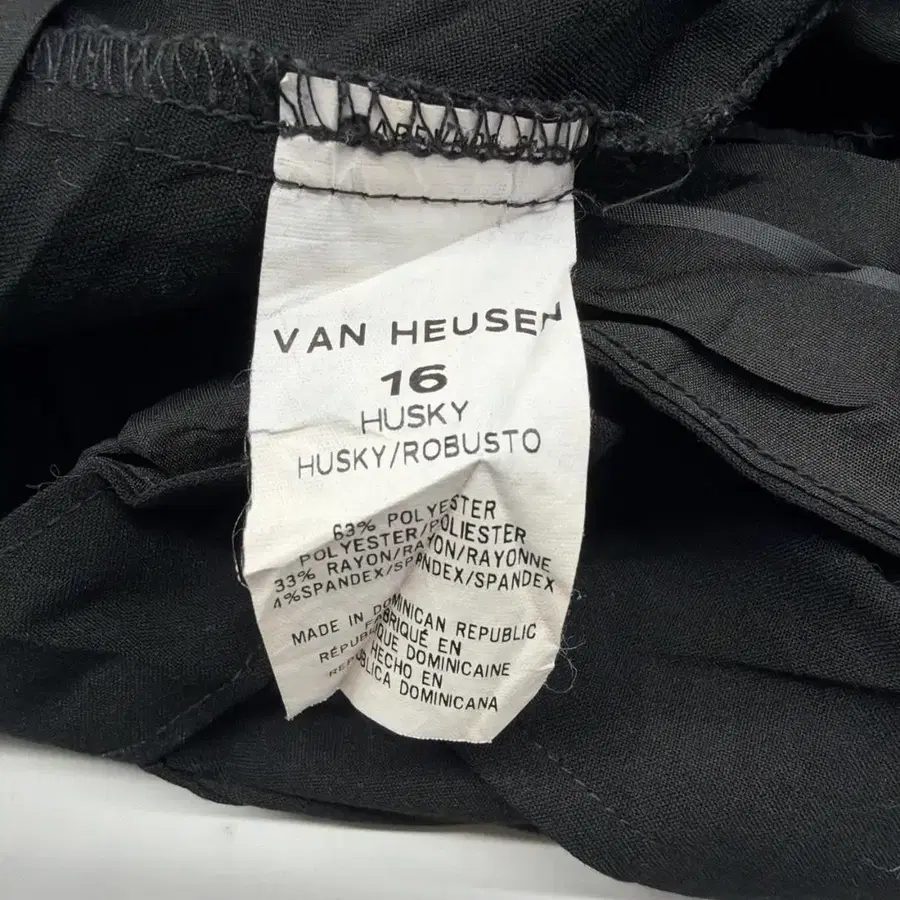 VAN HEUSEN
16
HUSKY
HUSKY/ROBUSTO
63% POLYESTER
POLYESTER/POLIESTER
33% RAYON/RAYON/RAYONNE
4%SPANDEX/SPANDEX/SPANDEX
MADE IN DOMINICAN REPUBLIC
FABRIQUÉ EN
RÉPUBLIQUE DOMINICAINE
HECHO EN
REPUBLICA DOMINICANA